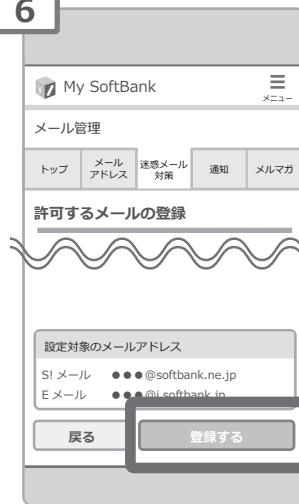 6
My SoftBank
メニュー
メール管理
トップ
メール
アドレス
迷惑メール
対策
通知
メルマガ
許可するメールの登録
設定対象のメールアドレス
S! メール ●●●@softbank.ne.jp
E メール ●●●@i.softbank.jp
戻る
登録する